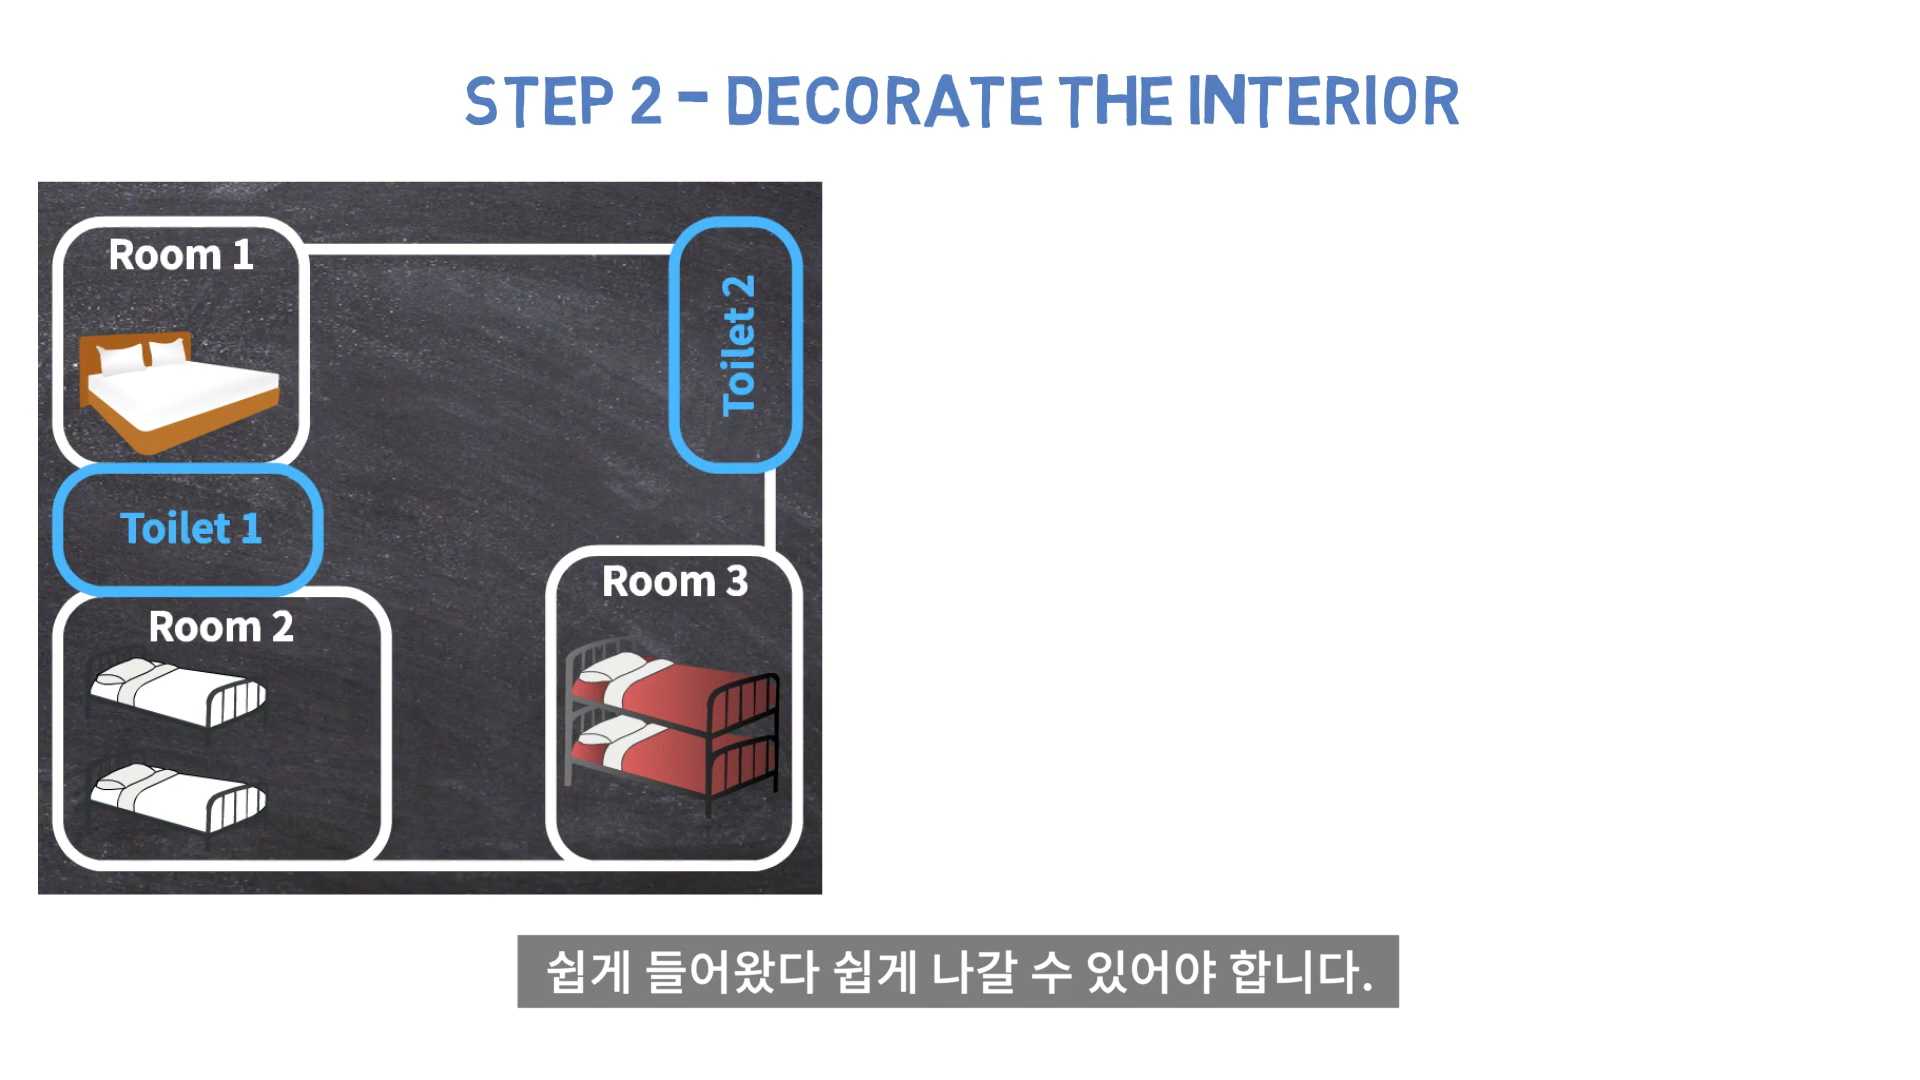 STEP 2 - DECORATE THE INTERIOR
Room 1
Toilet 2
Toilet 1
Room 3
Room 2
쉽게 들어왔다 쉽게 나갈 수 있어야 합니다.